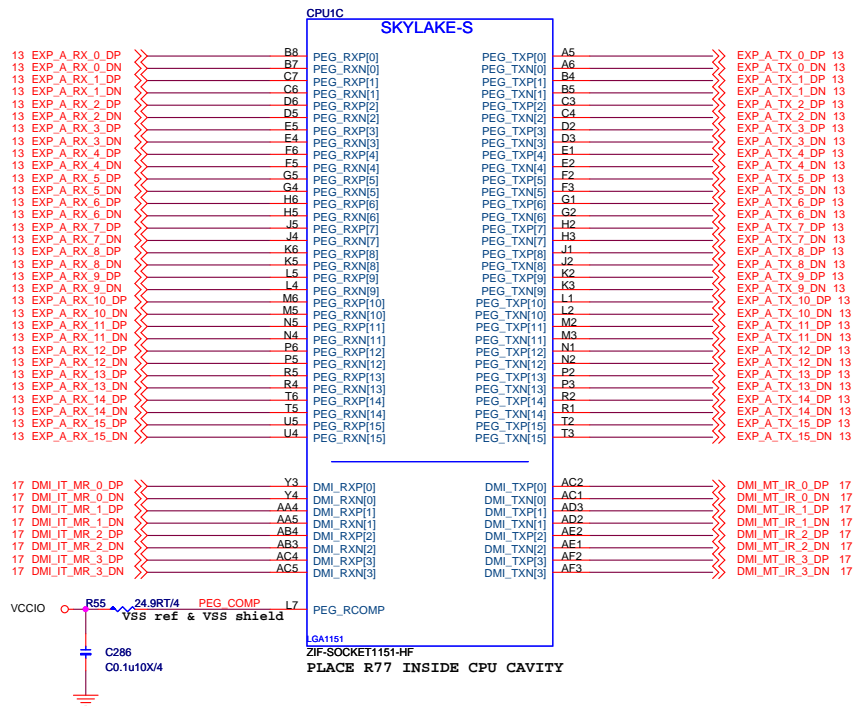 CPU1C
SKYLAKE-S
13 EXP_A_RX_0_DP B8 PEG_RXP[0] PEG_TXP[0] A5 EXP_A_TX_0_DP 13
13 EXP_A_RX_0_DN B7 PEG_RXN[0] PEG_TXN[0] A6 EXP_A_TX_0_DN 13
13 EXP_A_RX_1_DP C7 PEG_RXP[1] PEG_TXP[1] B4 EXP_A_TX_1_DP 13
13 EXP_A_RX_1_DN C6 PEG_RXN[1] PEG_TXN[1] B5 EXP_A_TX_1_DN 13
13 EXP_A_RX_2_DP D6 PEG_RXP[2] PEG_TXP[2] C3 EXP_A_TX_2_DP 13
13 EXP_A_RX_2_DN D5 PEG_RXN[2] PEG_TXN[2] C4 EXP_A_TX_2_DN 13
13 EXP_A_RX_3_DP E5 PEG_RXP[3] PEG_TXP[3] D2 EXP_A_TX_3_DP 13
13 EXP_A_RX_3_DN E4 PEG_RXN[3] PEG_TXN[3] D3 EXP_A_TX_3_DN 13
13 EXP_A_RX_4_DP F6 PEG_RXP[4] PEG_TXP[4] E1 EXP_A_TX_4_DP 13
13 EXP_A_RX_4_DN F5 PEG_RXN[4] PEG_TXN[4] E2 EXP_A_TX_4_DN 13
13 EXP_A_RX_5_DP G5 PEG_RXP[5] PEG_TXP[5] F2 EXP_A_TX_5_DP 13
13 EXP_A_RX_5_DN G4 PEG_RXN[5] PEG_TXN[5] F3 EXP_A_TX_5_DN 13
13 EXP_A_RX_6_DP H6 PEG_RXP[6] PEG_TXP[6] G1 EXP_A_TX_6_DP 13
13 EXP_A_RX_6_DN H5 PEG_RXN[6] PEG_TXN[6] G2 EXP_A_TX_6_DN 13
13 EXP_A_RX_7_DP J5 PEG_RXP[7] PEG_TXP[7] H2 EXP_A_TX_7_DP 13
13 EXP_A_RX_7_DN J4 PEG_RXN[7] PEG_TXN[7] H3 EXP_A_TX_7_DN 13
13 EXP_A_RX_8_DP K6 PEG_RXP[8] PEG_TXP[8] J1 EXP_A_TX_8_DP 13
13 EXP_A_RX_8_DN K5 PEG_RXN[8] PEG_TXN[8] J2 EXP_A_TX_8_DN 13
13 EXP_A_RX_9_DP L5 PEG_RXP[9] PEG_TXP[9] K2 EXP_A_TX_9_DP 13
13 EXP_A_RX_9_DN L4 PEG_RXN[9] PEG_TXN[9] K3 EXP_A_TX_9_DN 13
13 EXP_A_RX_10_DP M6 PEG_RXP[10] PEG_TXP[10] L1 EXP_A_TX_10_DP 13
13 EXP_A_RX_10_DN M5 PEG_RXN[10] PEG_TXN[10] L2 EXP_A_TX_10_DN 13
13 EXP_A_RX_11_DP N5 PEG_RXP[11] PEG_TXP[11] M2 EXP_A_TX_11_DP 13
13 EXP_A_RX_11_DN N4 PEG_RXN[11] PEG_TXN[11] M3 EXP_A_TX_11_DN 13
13 EXP_A_RX_12_DP P6 PEG_RXP[12] PEG_TXP[12] N1 EXP_A_TX_12_DP 13
13 EXP_A_RX_12_DN P5 PEG_RXN[12] PEG_TXN[12] N2 EXP_A_TX_12_DN 13
13 EXP_A_RX_13_DP R5 PEG_RXP[13] PEG_TXP[13] P2 EXP_A_TX_13_DP 13
13 EXP_A_RX_13_DN R4 PEG_RXN[13] PEG_TXN[13] P3 EXP_A_TX_13_DN 13
13 EXP_A_RX_14_DP T6 PEG_RXP[14] PEG_TXP[14] R2 EXP_A_TX_14_DP 13
13 EXP_A_RX_14_DN T5 PEG_RXN[14] PEG_TXN[14] R1 EXP_A_TX_14_DN 13
13 EXP_A_RX_15_DP U5 PEG_RXP[15] PEG_TXP[15] T2 EXP_A_TX_15_DP 13
13 EXP_A_RX_15_DN U4 PEG_RXN[15] PEG_TXN[15] T3 EXP_A_TX_15_DN 13
17 DMI_IT_MR_0_DP Y3 DMI_RXP[0] DMI_TXP[0] AC2 DMI_MT_IR_0_DP 17
17 DMI_IT_MR_0_DN Y4 DMI_RXN[0] DMI_TXN[0] AC1 DMI_MT_IR_0_DN 17
17 DMI_IT_MR_1_DP AA4 DMI_RXP[1] DMI_TXP[1] AD3 DMI_MT_IR_1_DP 17
17 DMI_IT_MR_1_DN AA5 DMI_RXN[1] DMI_TXN[1] AD2 DMI_MT_IR_1_DN 17
17 DMI_IT_MR_2_DP AB4 DMI_RXP[2] DMI_TXP[2] AE2 DMI_MT_IR_2_DP 17
17 DMI_IT_MR_2_DN AB3 DMI_RXN[2] DMI_TXN[2] AE1 DMI_MT_IR_2_DN 17
17 DMI_IT_MR_3_DP AC4 DMI_RXP[3] DMI_TXP[3] AF2 DMI_MT_IR_3_DP 17
17 DMI_IT_MR_3_DN AC5 DMI_RXN[3] DMI_TXN[3] AF3 DMI_MT_IR_3_DN 17
VCCIO R55 24.9RT/4 PEG_COMP L7 PEG_RCOMP
VSS ref & VSS shield
LGA1151
C286 ZIF-SOCKET1151-HF
C0.1u10X/4 PLACE R77 INSIDE CPU CAVITY